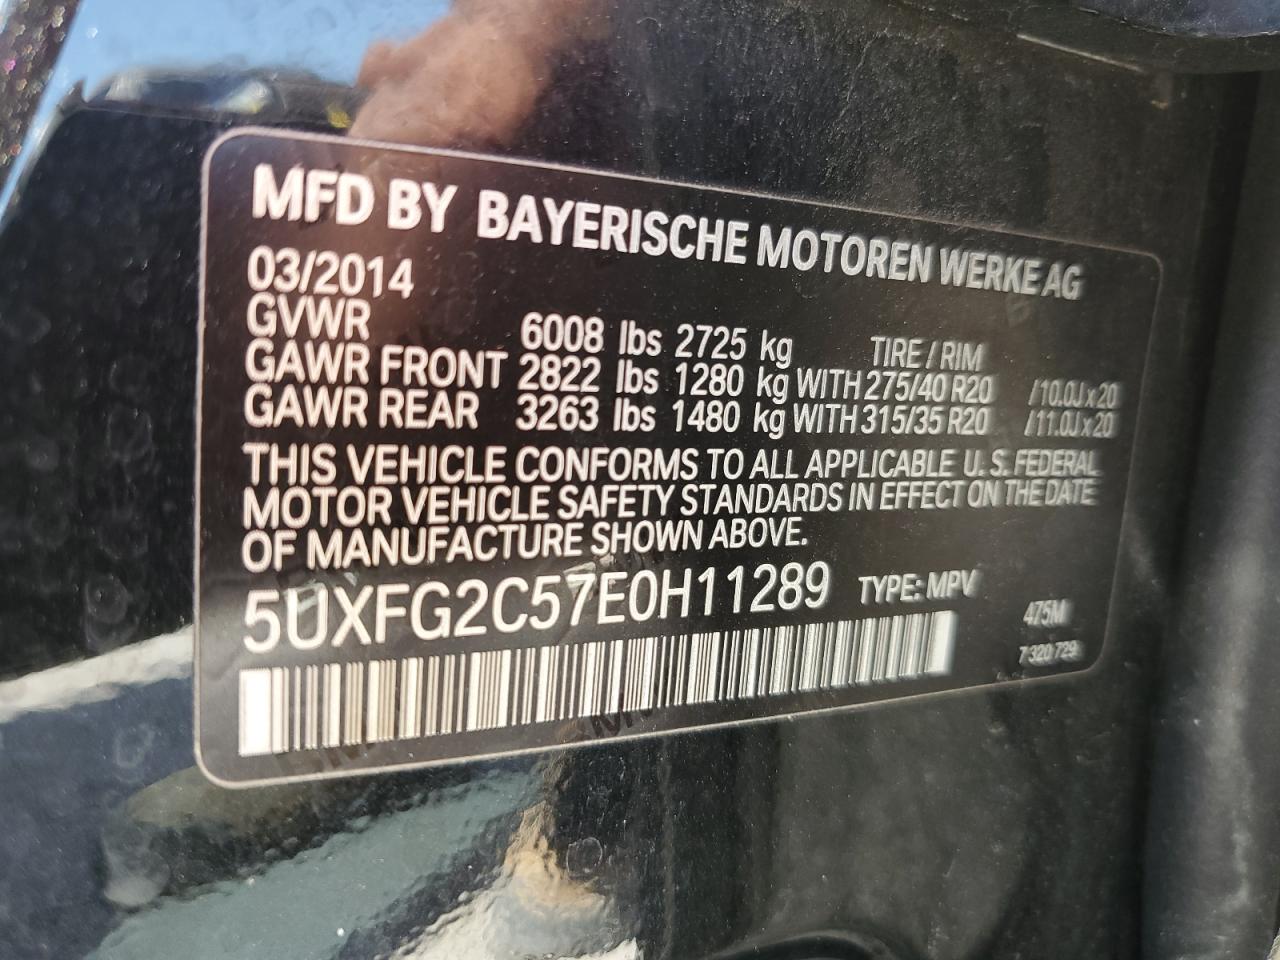 MFD BY BAYERISCHE MOTOREN WERKE AG
03/2014
GVWR 6008 lbs 2725 kg TIRE / RIM
GAWR FRONT 2822 lbs 1280 kg WITH 275/40 R20 /10.0J x 20
GAWR REAR 3263 lbs 1480 kg WITH 315/35 R20 /11.0J x 20
THIS VEHICLE CONFORMS TO ALL APPLICABLE U.S. FEDERAL
MOTOR VEHICLE SAFETY STANDARDS IN EFFECT ON THE DATE
OF MANUFACTURE SHOWN ABOVE.
5UXFG2C57E0H11289 TYPE: MPV
475M
7 320 729